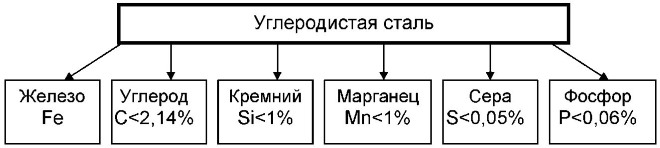 Углеродистая сталь
Железо
Fe
Углерод
C<2,14%
Кремний
Si<1%
Марганец
Mn<1%
Сера
S<0,05%
Фосфор
P<0,06%